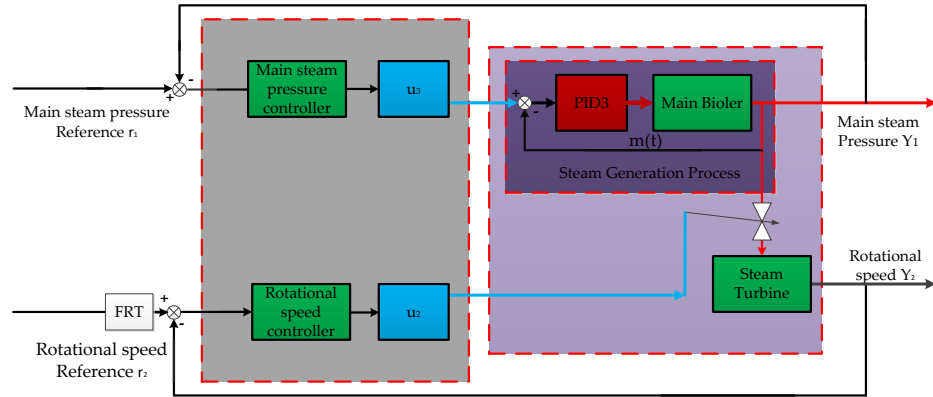 Main steam pressure
Reference r₁
-
+
Main steam
pressure
controller
u₃
+
-
PID3
Main Bioler
m(t)
Steam Generation Process
Main steam
Pressure Y₁
FRT
+
-
Rotational speed
Reference r₂
Rotational
speed
controller
u₂
Steam
Turbine
Rotational
speed Y₂